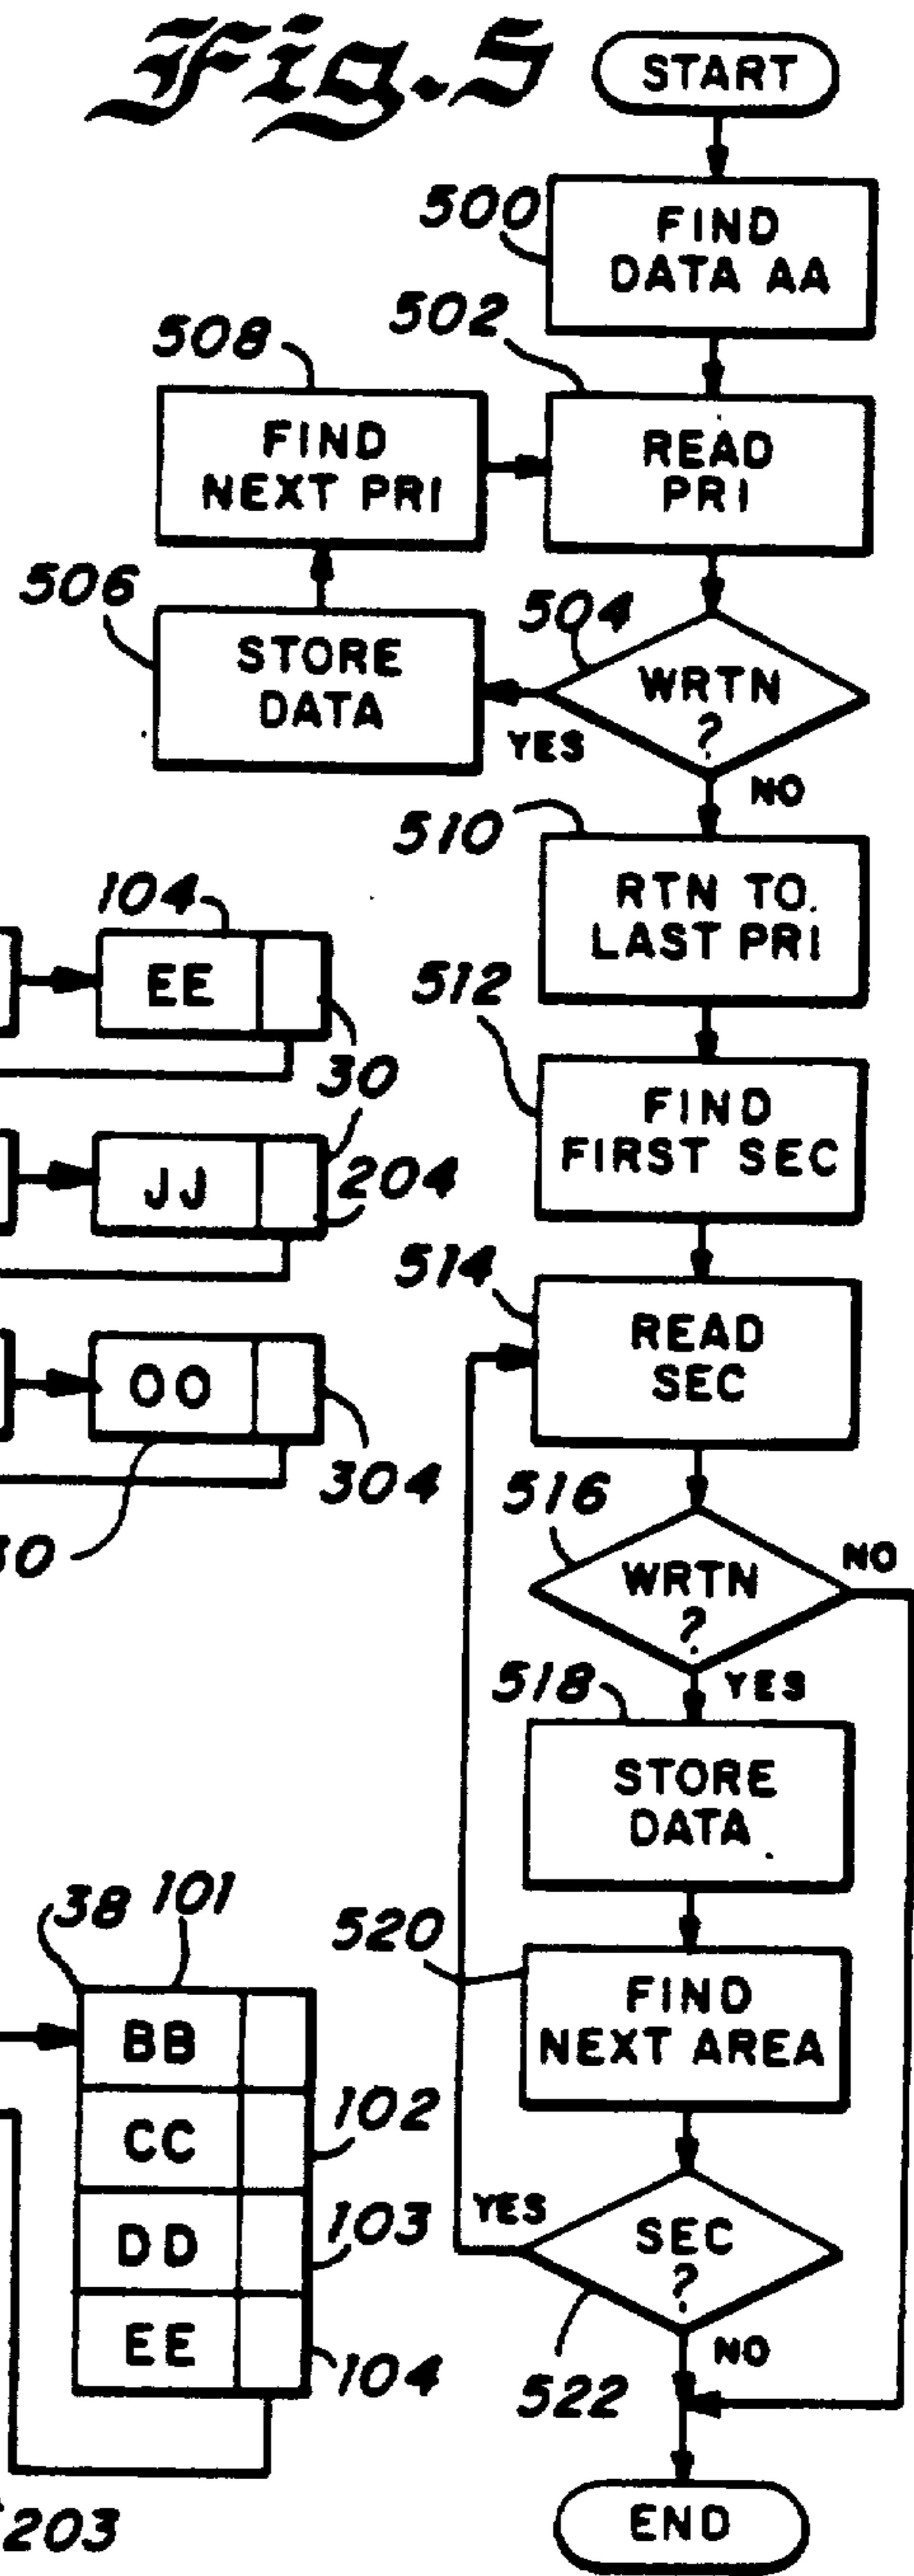 Fig. 5
START
500
FIND
DATA AA
502
508
FIND
NEXT PRI
READ
PRI
506
504
STORE
DATA
WRTN
?
YES
NO
510
RTN TO
LAST PRI
104
EE
512
30
FIND
FIRST SEC
JJ
204
514
READ
SEC
OO
304
516
WRTN
?
NO
YES
518
STORE
DATA
38
101
520
BB
FIND
NEXT AREA
CC
102
DD
103
YES
SEC
?
EE
104
NO
522
203
END